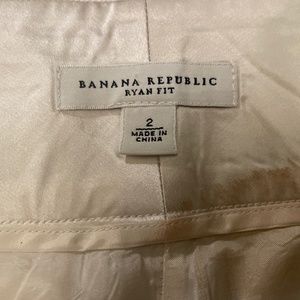 BANANA REPUBLIC
RYAN FIT
2
MADE IN
CHINA